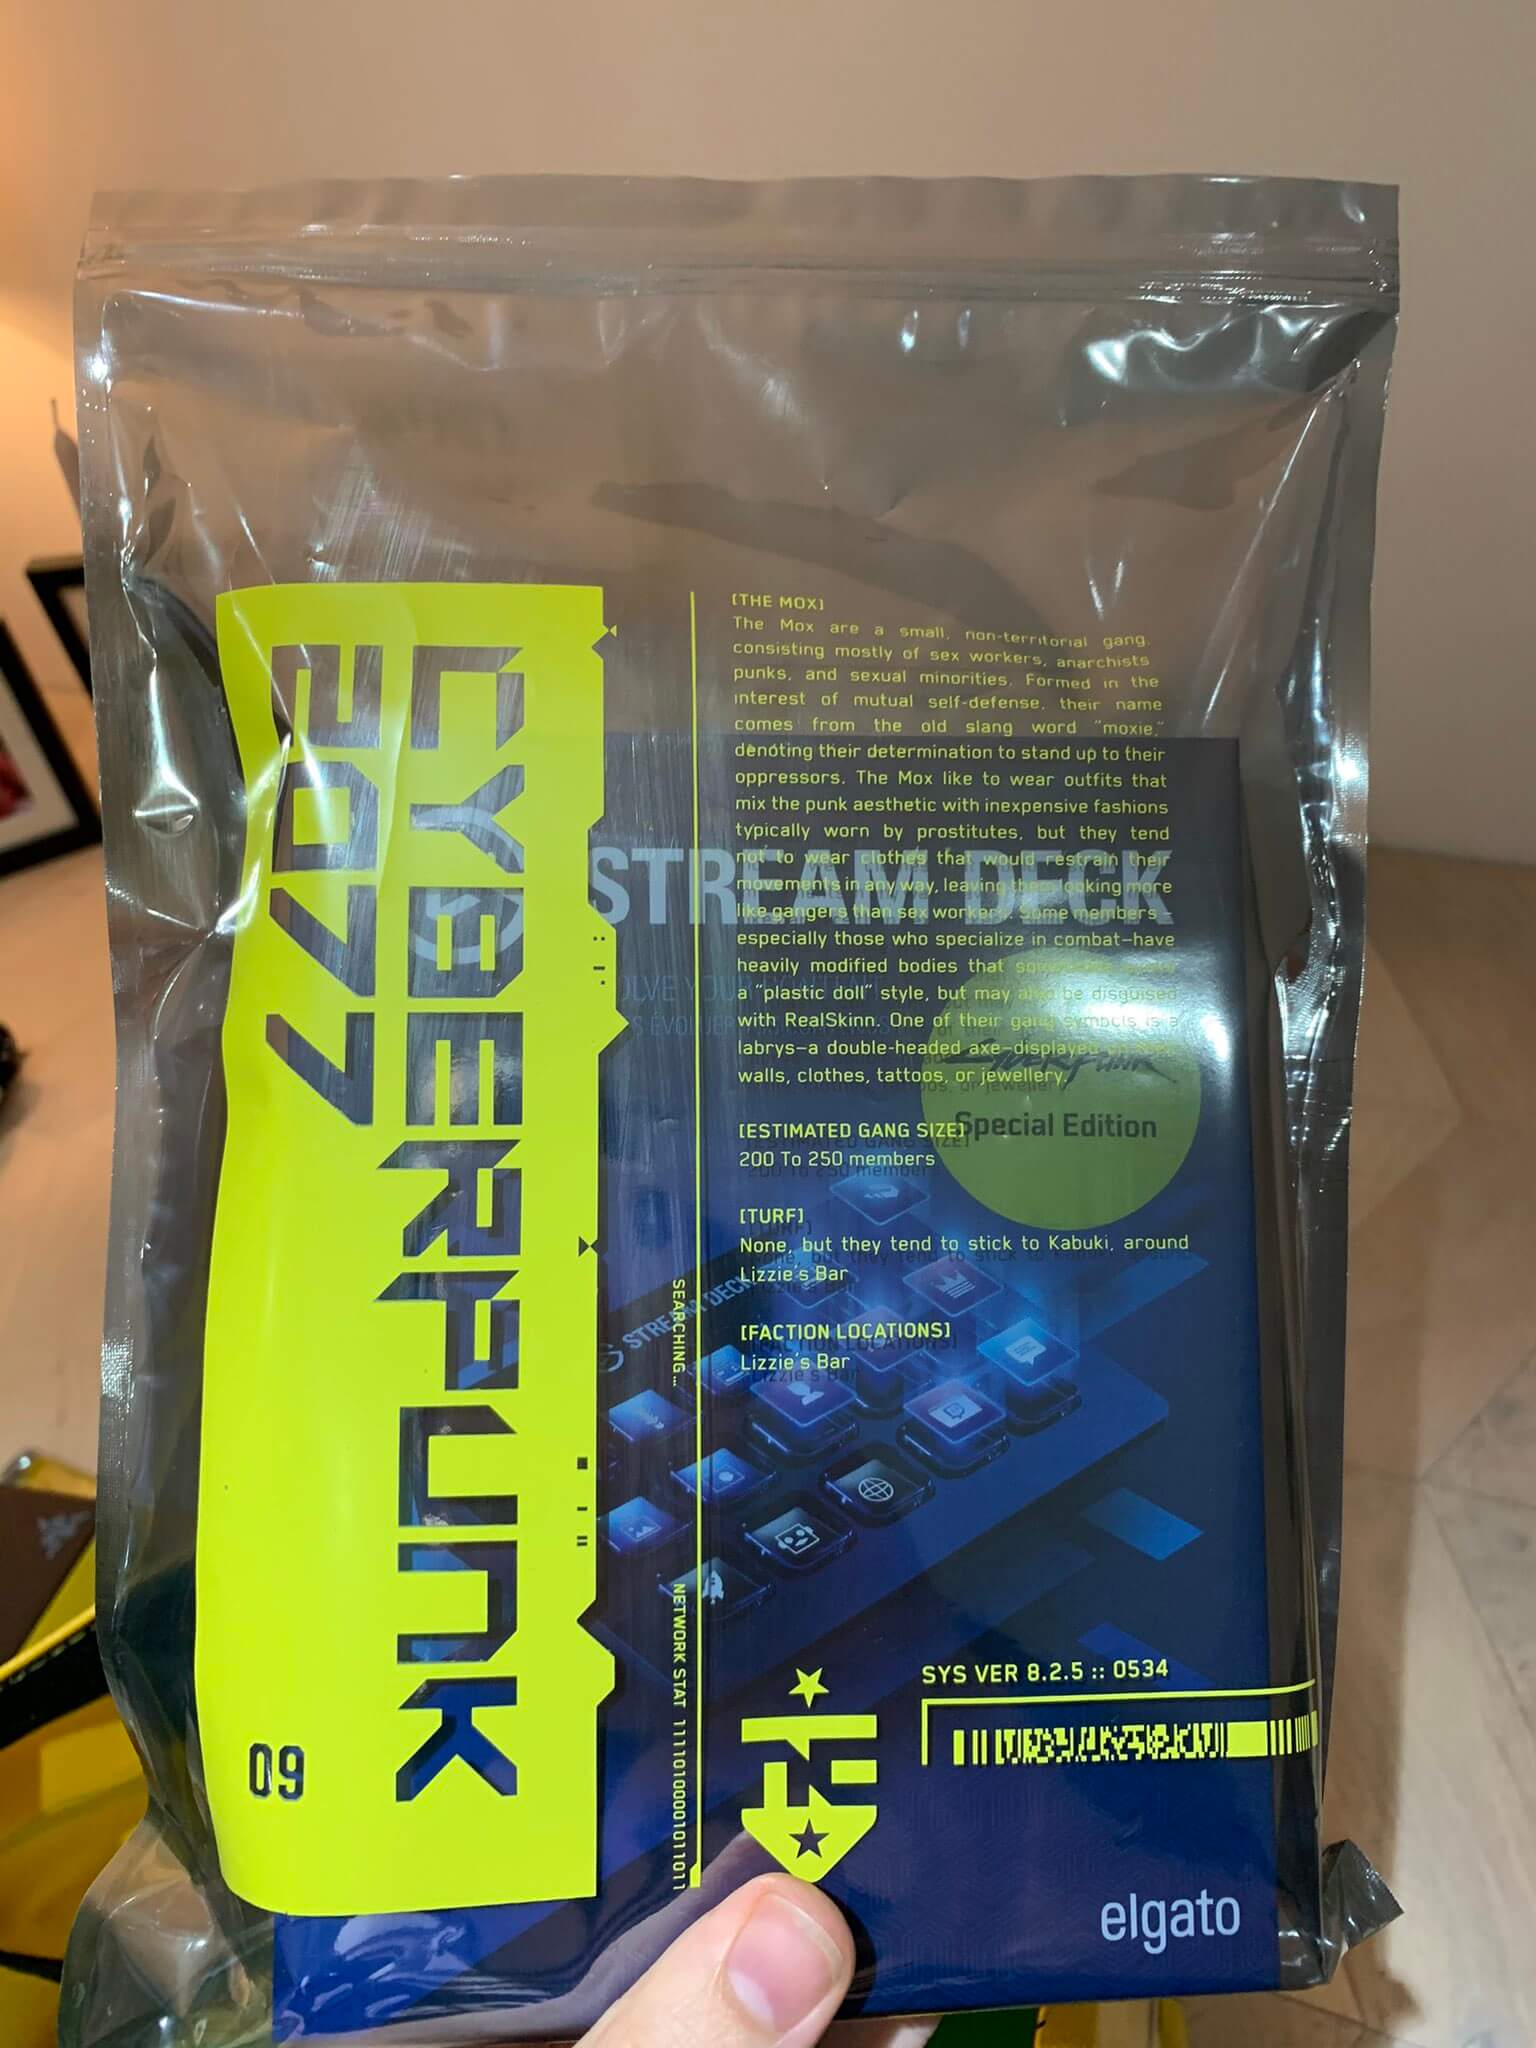 CYBERPUNK
2077
09
SEARCHING...
NETWORK STAT 1111010000101011011
[THE MOX]
The Mox are a small, non-territorial gang,
consisting mostly of sex workers, anarchists
punks, and sexual minorities. Formed in the
interest of mutual self-defense, their name
comes from the old slang word "moxie,"
denoting their determination to stand up to their
oppressors. The Mox like to wear outfits that
mix the punk aesthetic with inexpensive fashions
typically worn by prostitutes, but they tend
not to wear clothes that would restrain their
movements in any way, leaving them looking more
like gangers than sex workers. Some members –
especially those who specialize in combat—have
heavily modified bodies that
a "plastic doll" style, but may also be disguised
with RealSkinn. One of their gang symbols is a
labrys—a double-headed axe—displayed
walls, clothes, tattoos, or jewellery.
[ESTIMATED GANG SIZE]
200 To 250 members
[TURF]
None, but they tend to stick to Kabuki, around
Lizzie's Bar
[FACTION LOCATIONS]
Lizzie's Bar
STREAM DECK
Cyberpunk
Special Edition
STREAM DECK
SYS VER 8.2.5 :: 0534
elgato